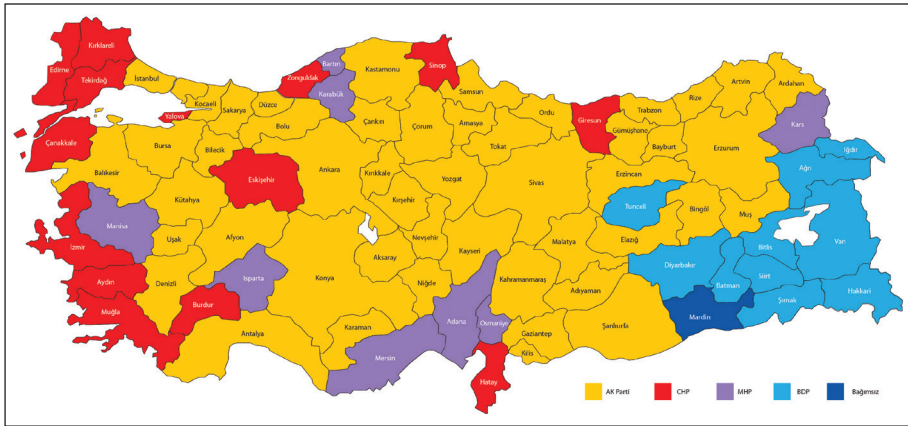 Kırklareli
Edirne
Tekirdağ
İstanbul
Kocaeli
Yalova
Sakarya
Düzce
Zonguldak
Bartın
Karabük
Kastamonu
Sinop
Samsun
Ordu
Giresun
Trabzon
Rize
Artvin
Ardahan
Kars
Iğdır
Ağrı
Gümüşhane
Bayburt
Erzurum
Çanakkale
Bursa
Bilecik
Bolu
Çankırı
Çorum
Amasya
Tokat
Balıkesir
Eskişehir
Ankara
Kırıkkale
Yozgat
Sivas
Erzincan
Tunceli
Bingöl
Muş
Kütahya
Kırşehir
Manisa
Uşak
Afyon
Nevşehir
Kayseri
Malatya
Elazığ
Bitlis
Van
İzmir
Aksaray
Diyarbakır
Siirt
Batman
Aydın
Denizli
Isparta
Konya
Niğde
Kahramanmaraş
Adıyaman
Şırnak
Hakkari
Burdur
Muğla
Mardin
Antalya
Karaman
Adana
Osmaniye
Gaziantep
Şanlıurfa
Mersin
Kilis
Hatay
AK Parti
CHP
MHP
BDP
Bağımsız